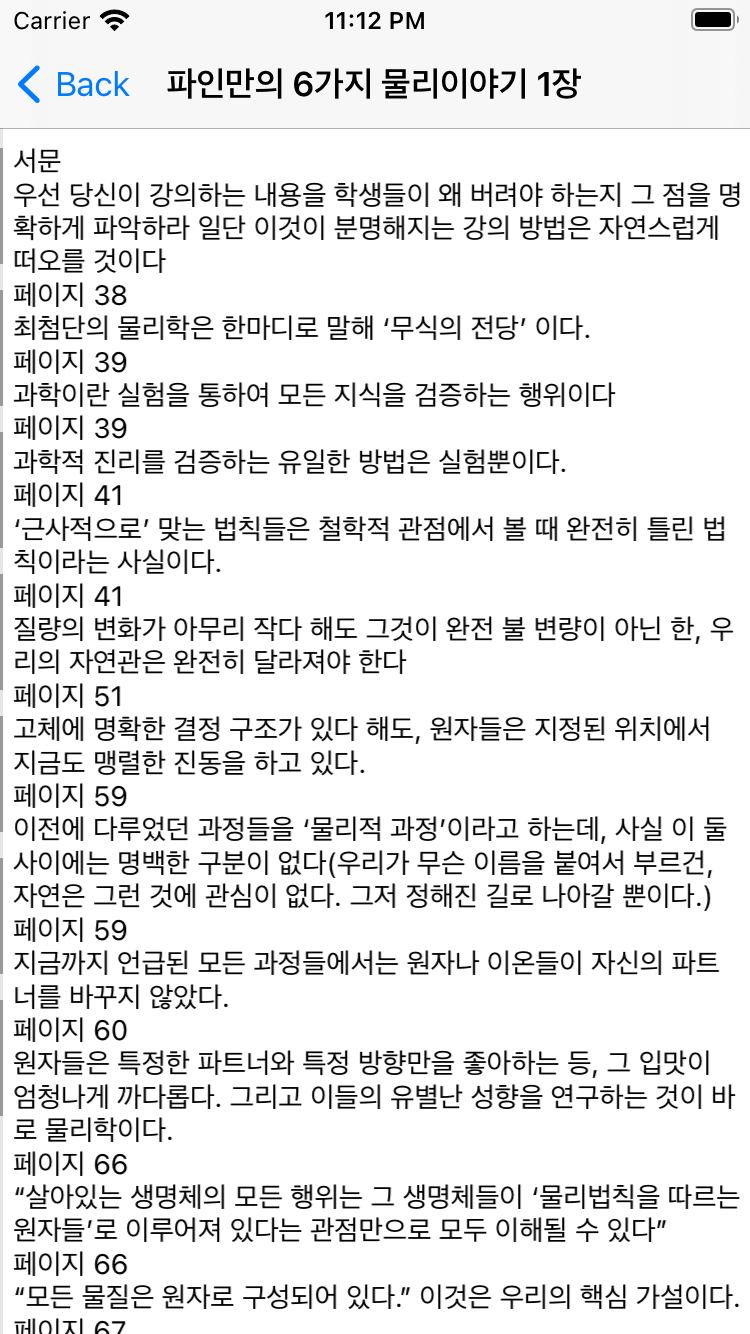 Carrier 11:12 PM
Back 파인만의 6가지 물리이야기 1장
서문
우선 당신이 강의하는 내용을 학생들이 왜 버려야 하는지 그 점을 명
확하게 파악하라 일단 이것이 분명해지는 강의 방법은 자연스럽게
떠오를 것이다
페이지 38
최첨단의 물리학은 한마디로 말해 ‘무식의 전당’ 이다.
페이지 39
과학이란 실험을 통하여 모든 지식을 검증하는 행위이다
페이지 39
과학적 진리를 검증하는 유일한 방법은 실험뿐이다.
페이지 41
‘근사적으로’ 맞는 법칙들은 철학적 관점에서 볼 때 완전히 틀린 법
칙이라는 사실이다.
페이지 41
질량의 변화가 아무리 작다 해도 그것이 완전 불 변량이 아닌 한, 우
리의 자연관은 완전히 달라져야 한다
페이지 51
고체에 명확한 결정 구조가 있다 해도, 원자들은 지정된 위치에서
지금도 맹렬한 진동을 하고 있다.
페이지 59
이전에 다루었던 과정들을 ‘물리적 과정’이라고 하는데, 사실 이 둘
사이에는 명백한 구분이 없다(우리가 무슨 이름을 붙여서 부르건,
자연은 그런 것에 관심이 없다. 그저 정해진 길로 나아갈 뿐이다.)
페이지 59
지금까지 언급된 모든 과정들에서는 원자나 이온들이 자신의 파트
너를 바꾸지 않았다.
페이지 60
원자들은 특정한 파트너와 특정 방향만을 좋아하는 등, 그 입맛이
엄청나게 까다롭다. 그리고 이들의 유별난 성향을 연구하는 것이 바
로 물리학이다.
페이지 66
“살아있는 생명체의 모든 행위는 그 생명체들이 ‘물리법칙을 따르는
원자들’로 이루어져 있다는 관점만으로 모두 이해될 수 있다”
페이지 66
“모든 물질은 원자로 구성되어 있다.” 이것은 우리의 핵심 가설이다.
페이지 67